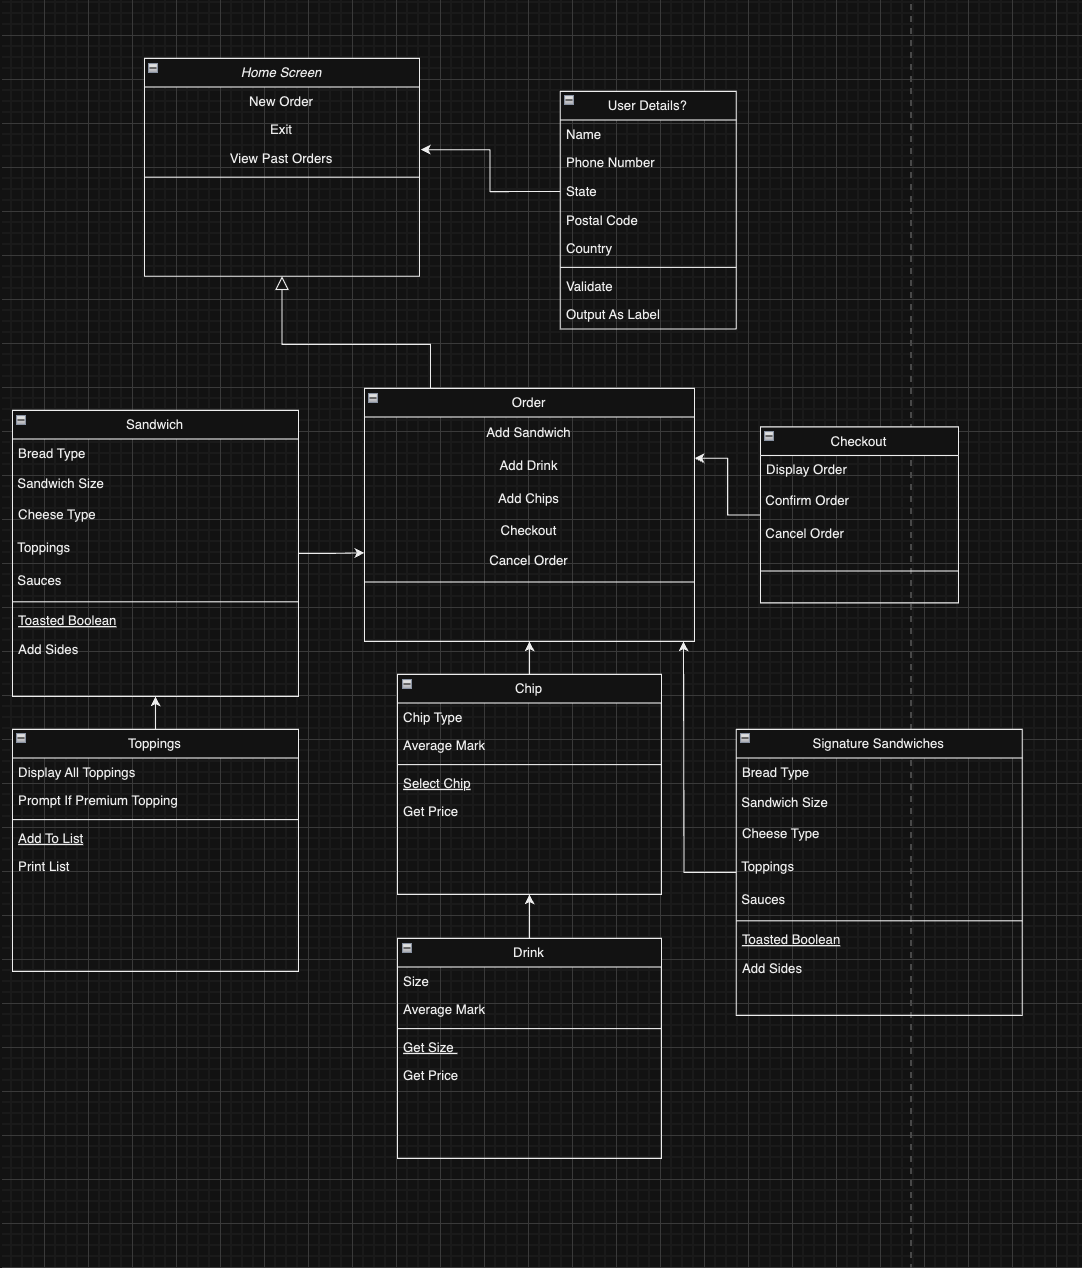 Home Screen
New Order
Exit
View Past Orders
User Details?
Name
Phone Number
State
Postal Code
Country
Validate
Output As Label
Order
Add Sandwich
Add Drink
Add Chips
Checkout
Cancel Order
Sandwich
Bread Type
Sandwich Size
Cheese Type
Toppings
Sauces
Toasted Boolean
Add Sides
Checkout
Display Order
Confirm Order
Cancel Order
Toppings
Display All Toppings
Prompt If Premium Topping
Add To List
Print List
Chip
Chip Type
Average Mark
Select Chip
Get Price
Signature Sandwiches
Bread Type
Sandwich Size
Cheese Type
Toppings
Sauces
Toasted Boolean
Add Sides
Drink
Size
Average Mark
Get Size
Get Price